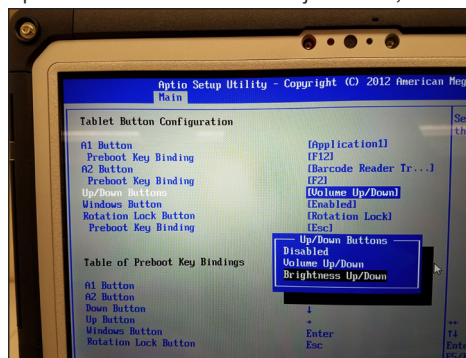 Aptio Setup Utility - Copyright (C) 2012 American Meg
Main
Tablet Button Configuration
A1 Button [Application1]
Preboot Key Binding [F12]
A2 Button [Barcode Reader Tr...]
Preboot Key Binding [F2]
Up/Down Buttons [Volume Up/Down]
Windows Button [Enabled]
Rotation Lock Button [Rotation Lock]
Preboot Key Binding [Esc]
Up/Down Buttons
Disabled
Volume Up/Down
Brightness Up/Down
Table of Preboot Key Bindings
A1 Button
A2 Button
Down Button ↓
Up Button
Windows Button Enter
Rotation Lock Button Esc
Se
th